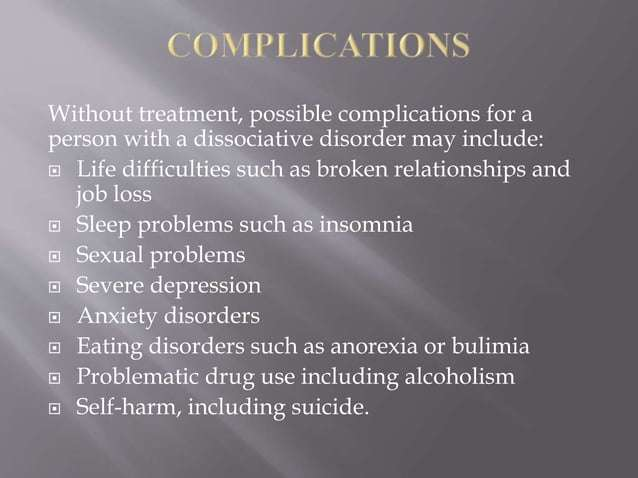 COMPLICATIONS
Without treatment, possible complications for a
person with a dissociative disorder may include:
Life difficulties such as broken relationships and
job loss
Sleep problems such as insomnia
Sexual problems
Severe depression
Anxiety disorders
Eating disorders such as anorexia or bulimia
Problematic drug use including alcoholism
Self-harm, including suicide.